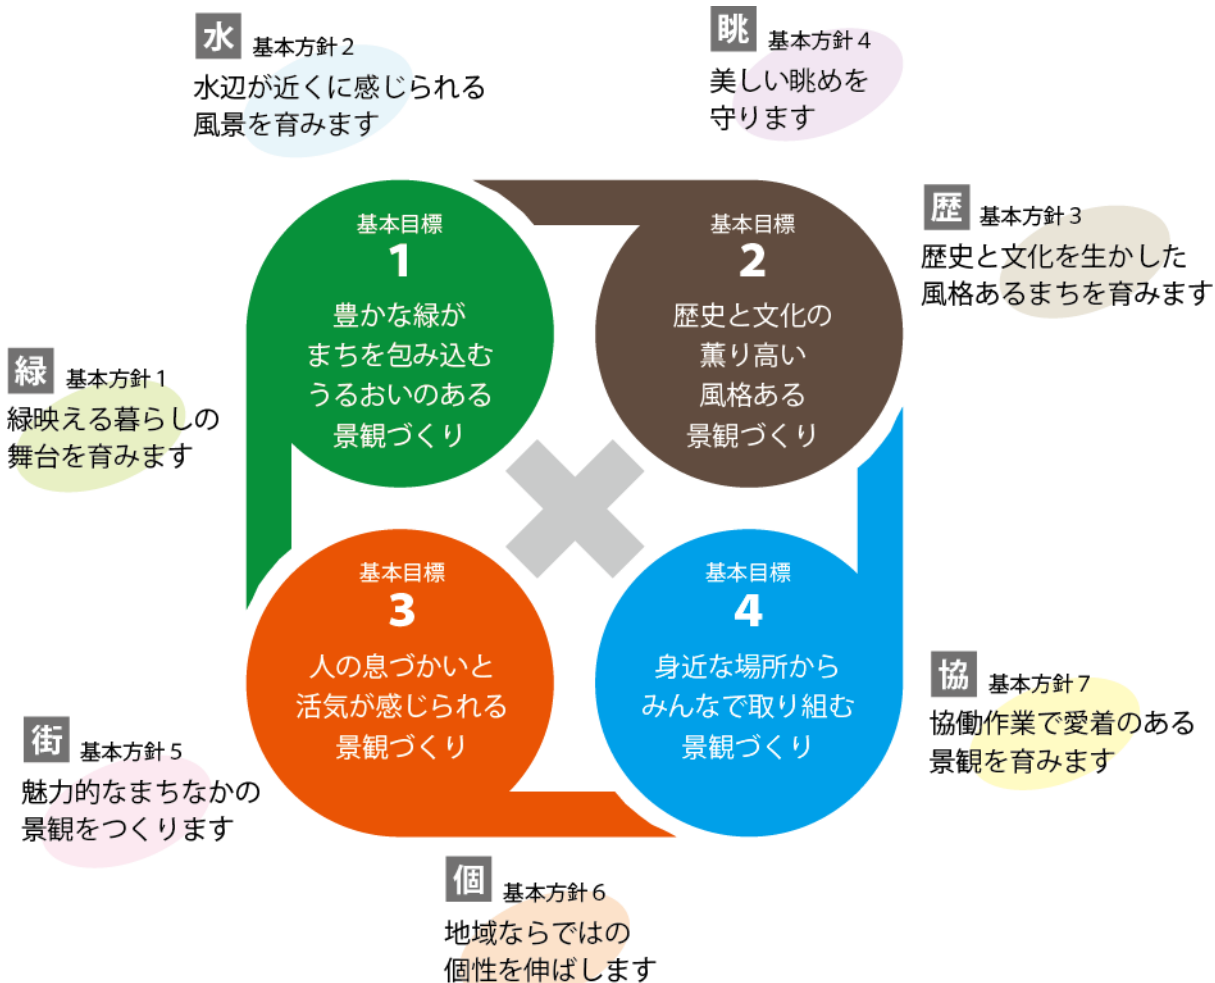 水 基本方針2
水辺が近くに感じられる
風景を育みます
眺 基本方針4
美しい眺めを
守ります
歴 基本方針3
歴史と文化を生かした
風格あるまちを育みます
緑 基本方針1
緑映える暮らしの
舞台を育みます
基本目標
1
豊かな緑が
まちを包み込む
うるおいのある
景観づくり
基本目標
2
歴史と文化の
薫り高い
風格ある
景観づくり
基本目標
3
人の息づかいと
活気が感じられる
景観づくり
基本目標
4
身近な場所から
みんなで取り組む
景観づくり
協 基本方針7
協働作業で愛着のある
景観を育みます
街 基本方針5
魅力的なまちなかの
景観をつくります
個 基本方針6
地域ならではの
個性を伸ばします